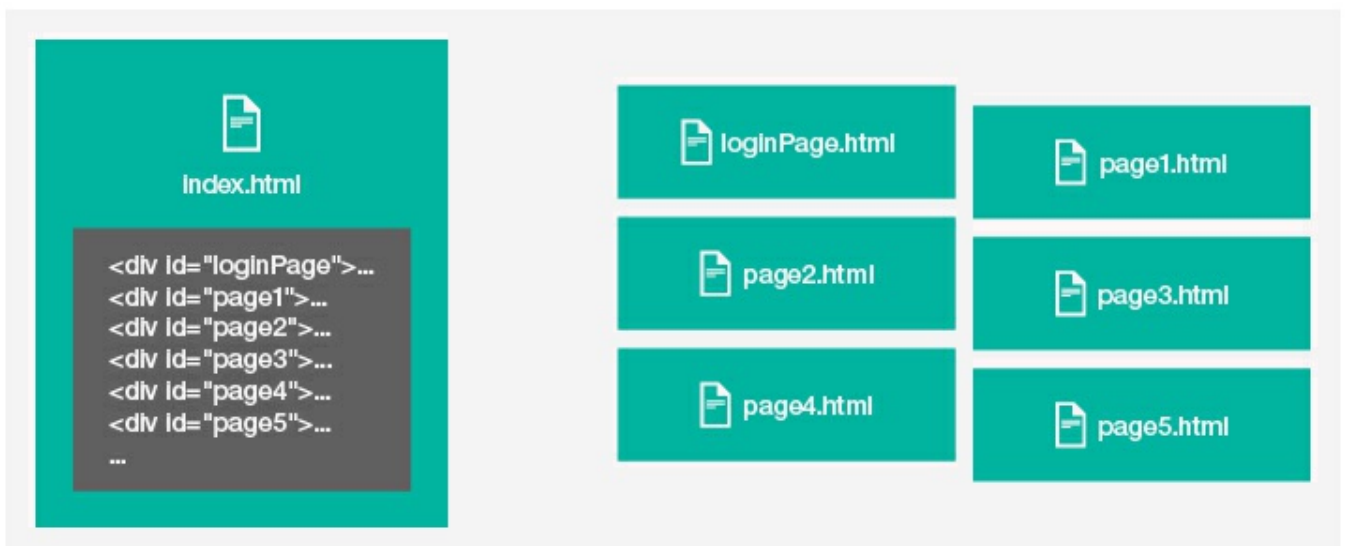 index.html
<div id="loginPage">...
<div id="page1">...
<div id="page2">...
<div id="page3">...
<div id="page4">...
<div id="page5">...
...
loginPage.html
page1.html
page2.html
page3.html
page4.html
page5.html